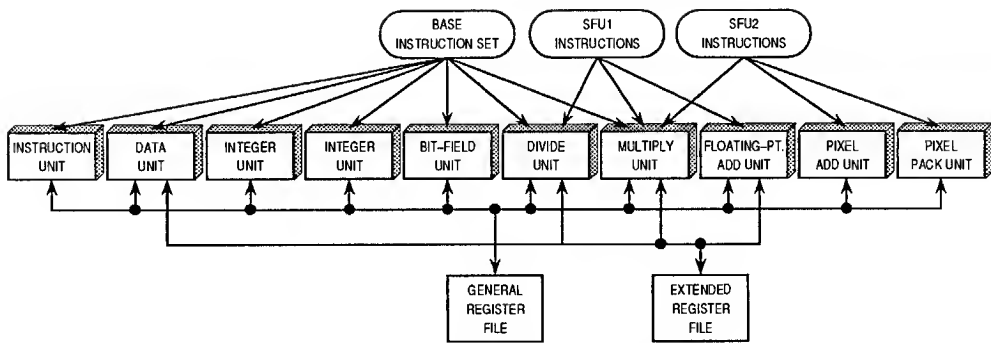 BASE
INSTRUCTION SET
SFU1
INSTRUCTIONS
SFU2
INSTRUCTIONS
INSTRUCTION
UNIT
DATA
UNIT
INTEGER
UNIT
INTEGER
UNIT
BIT-FIELD
UNIT
DIVIDE
UNIT
MULTIPLY
UNIT
FLOATING-PT.
ADD UNIT
PIXEL
ADD UNIT
PIXEL
PACK UNIT
GENERAL
REGISTER
FILE
EXTENDED
REGISTER
FILE